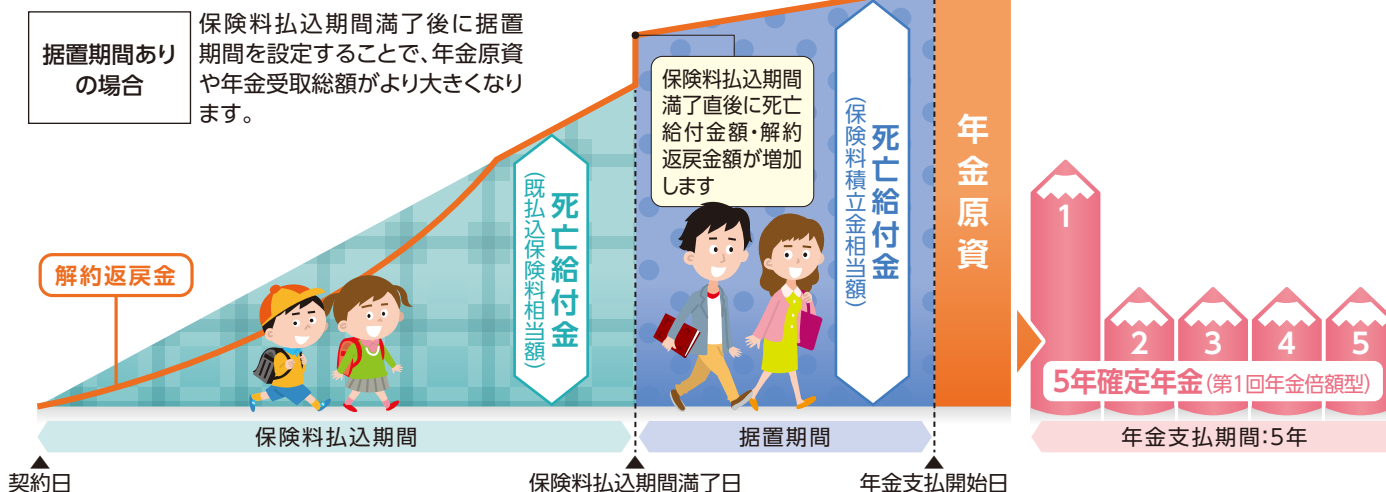 据置期間あり
の場合
保険料払込期間満了後に据置
期間を設定することで、年金原資
や年金受取総額がより大きくなり
ます。
解約返戻金
死亡給付金
(既払込保険料相当額)
保険料払込期間
満了直後に死亡
給付金額・解約
返戻金額が増加
します
死亡給付金
(保険料積立金相当額)
年金原資
1
2
3
4
5
5年確定年金(第1回年金倍額型)
保険料払込期間
据置期間
年金支払期間:5年
契約日
保険料払込期間満了日
年金支払開始日